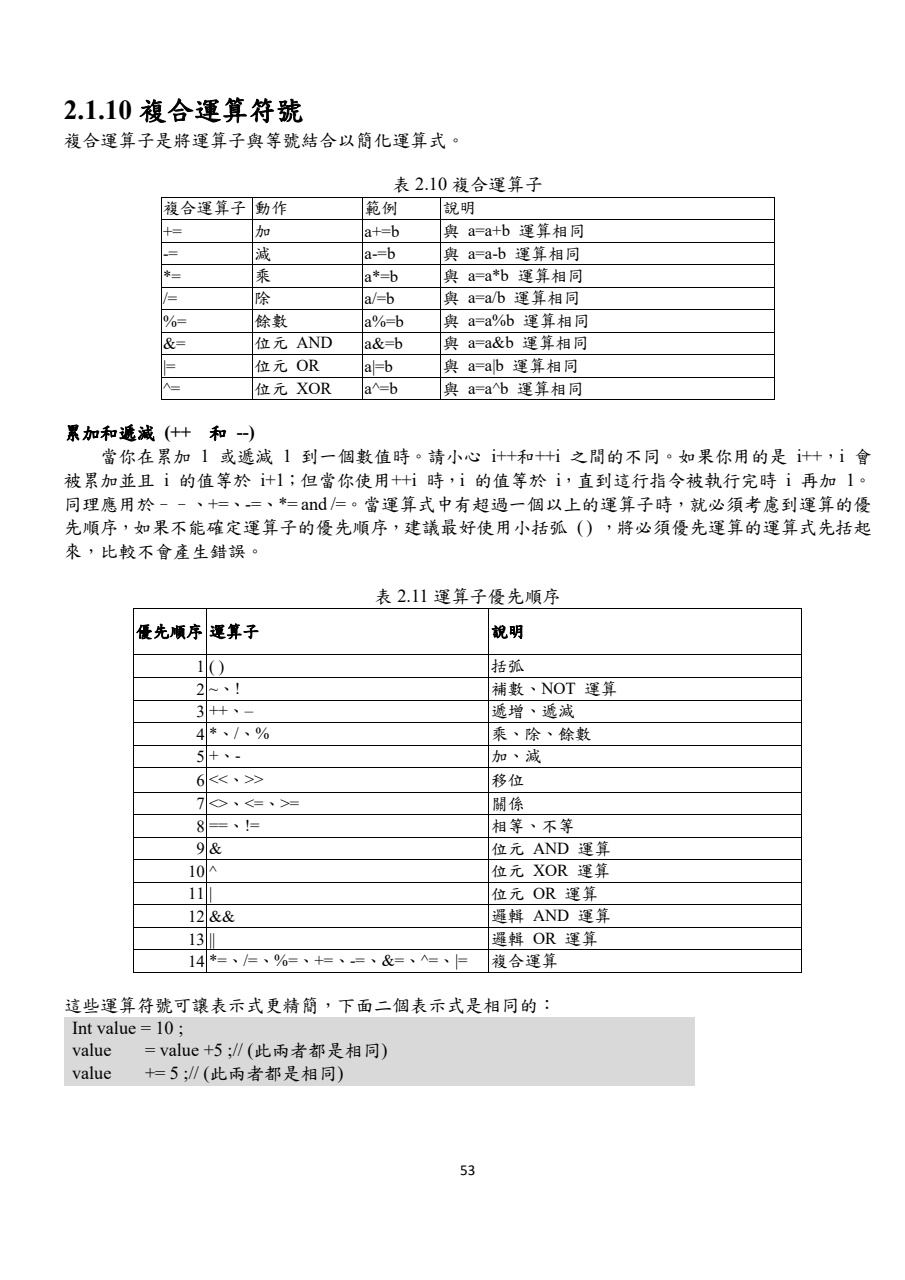 2.1.10 複合運算符號
複合運算子是將運算子與等號結合以簡化運算式。
表 2.10 複合運算子
複合運算子 動作 範例 說明
+= 加 a+=b 與 a=a+b 運算相同
-= 減 a-=b 與 a=a-b 運算相同
*= 乘 a*=b 與 a=a*b 運算相同
/= 除 a/=b 與 a=a/b 運算相同
%= 餘數 a%=b 與 a=a%b 運算相同
&= 位元 AND a&=b 與 a=a&b 運算相同
|= 位元 OR a|=b 與 a=a|b 運算相同
^= 位元 XOR a^=b 與 a=a^b 運算相同
累加和遞減 (++ 和 --)
當你在累加 1 或遞減 1 到一個數值時。請小心 i++和++i 之間的不同。如果你用的是 i++，i 會
被累加並且 i 的值等於 i+1；但當你使用++i 時，i 的值等於 i，直到這行指令被執行完時 i 再加 1。
同理應用於––、+=、-=、*= and /=。當運算式中有超過一個以上的運算子時，就必須考慮到運算的優
先順序，如果不能確定運算子的優先順序，建議最好使用小括弧 ( ) ，將必須優先運算的運算式先括起
來，比較不會產生錯誤。
表 2.11 運算子優先順序
優先順序 運算子 說明
1 ( ) 括弧
2 ~、! 補數、NOT 運算
3 ++、– 遞增、遞減
4 *、/、% 乘、除、餘數
5 +、- 加、減
6 <<、>> 移位
7 <>、<=、>= 關係
8 ==、!= 相等、不等
9 & 位元 AND 運算
10 ^ 位元 XOR 運算
11 | 位元 OR 運算
12 && 邏輯 AND 運算
13 || 邏輯 OR 運算
14 *=、/=、%=、+=、-=、&=、^=、|= 複合運算
這些運算符號可讓表示式更精簡，下面二個表示式是相同的：
Int value = 10 ;
value = value +5 ;// (此兩者都是相同)
value += 5 ;// (此兩者都是相同)
53